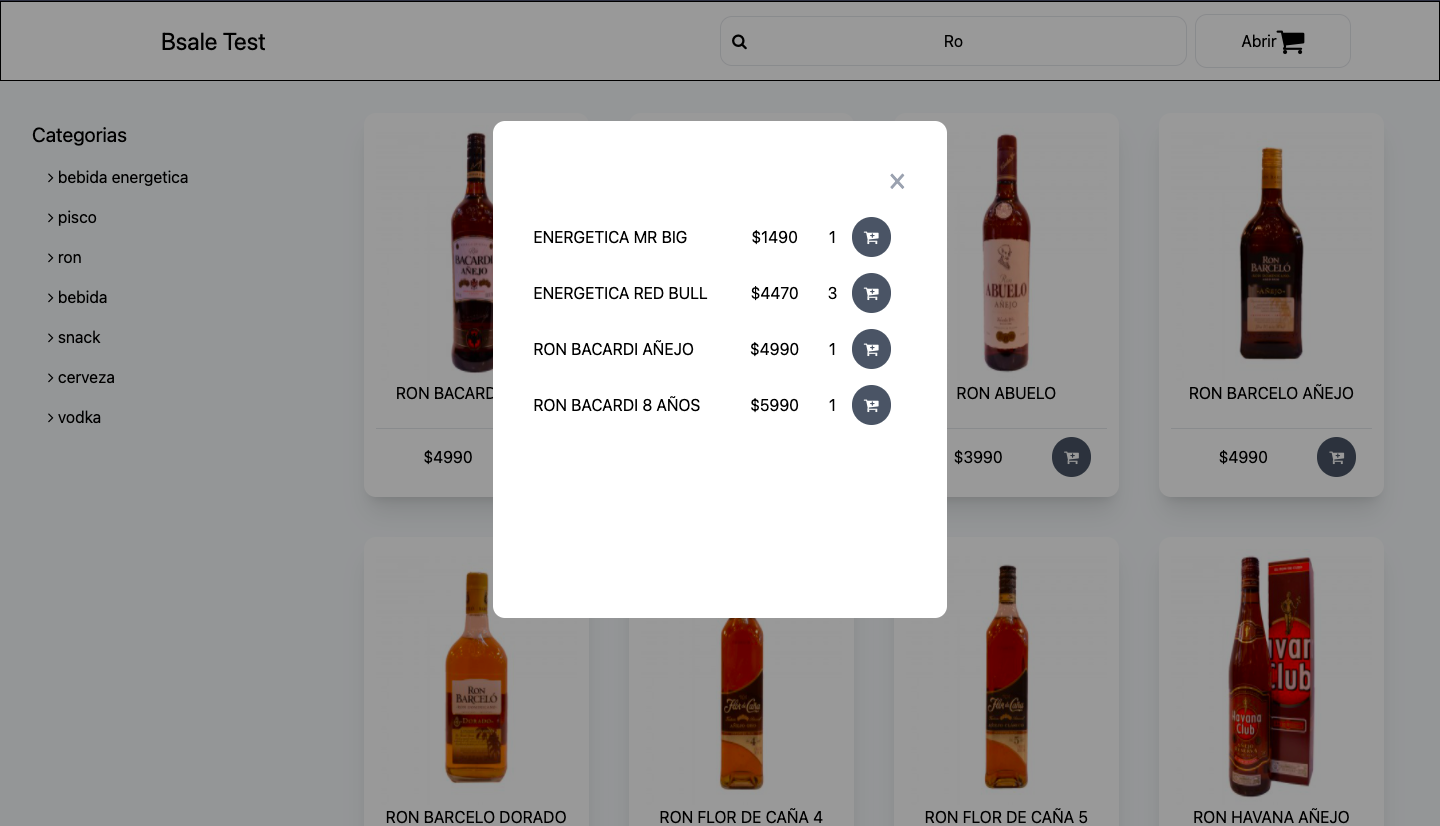 Bsale Test
Ro
Abrir
Categorias
bebida energetica
pisco
ron
bebida
snack
cerveza
vodka
ENERGETICA MR BIG $1490 1
ENERGETICA RED BULL $4470 3
RON BACARDI AÑEJO $4990 1
RON BACARDI 8 AÑOS $5990 1
BACARDI
AÑEJO
ABUELO
AÑEJO
RON
BARCELÓ
AÑEJO
RON BACARD
RON ABUELO
RON BARCELO AÑEJO
$4990
$3990
$4990
RON
BARCELÓ
DORADO
Flor de Caña
Flor de Caña
Havana
Club
Havana
Club
RON BARCELO DORADO
RON FLOR DE CAÑA 4
RON FLOR DE CAÑA 5
RON HAVANA AÑEJO